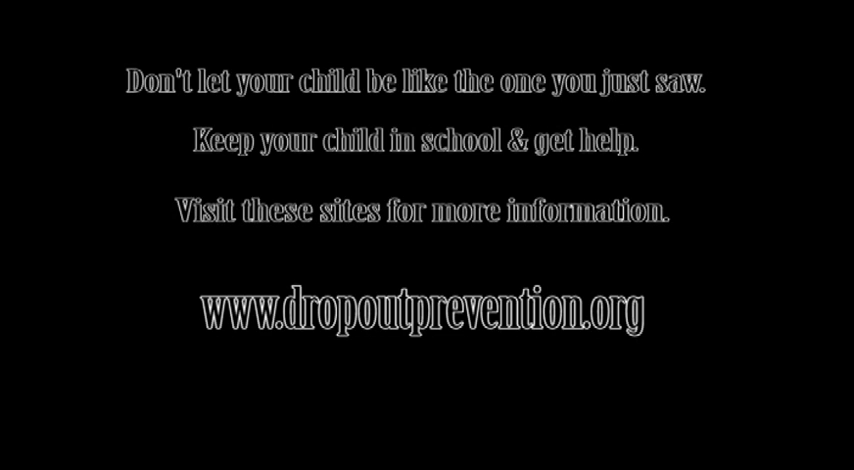 Don't let your child be like the one you just saw.
Keep your child in school & get help.
Visit these sites for more information.
www.dropoutprevention.org